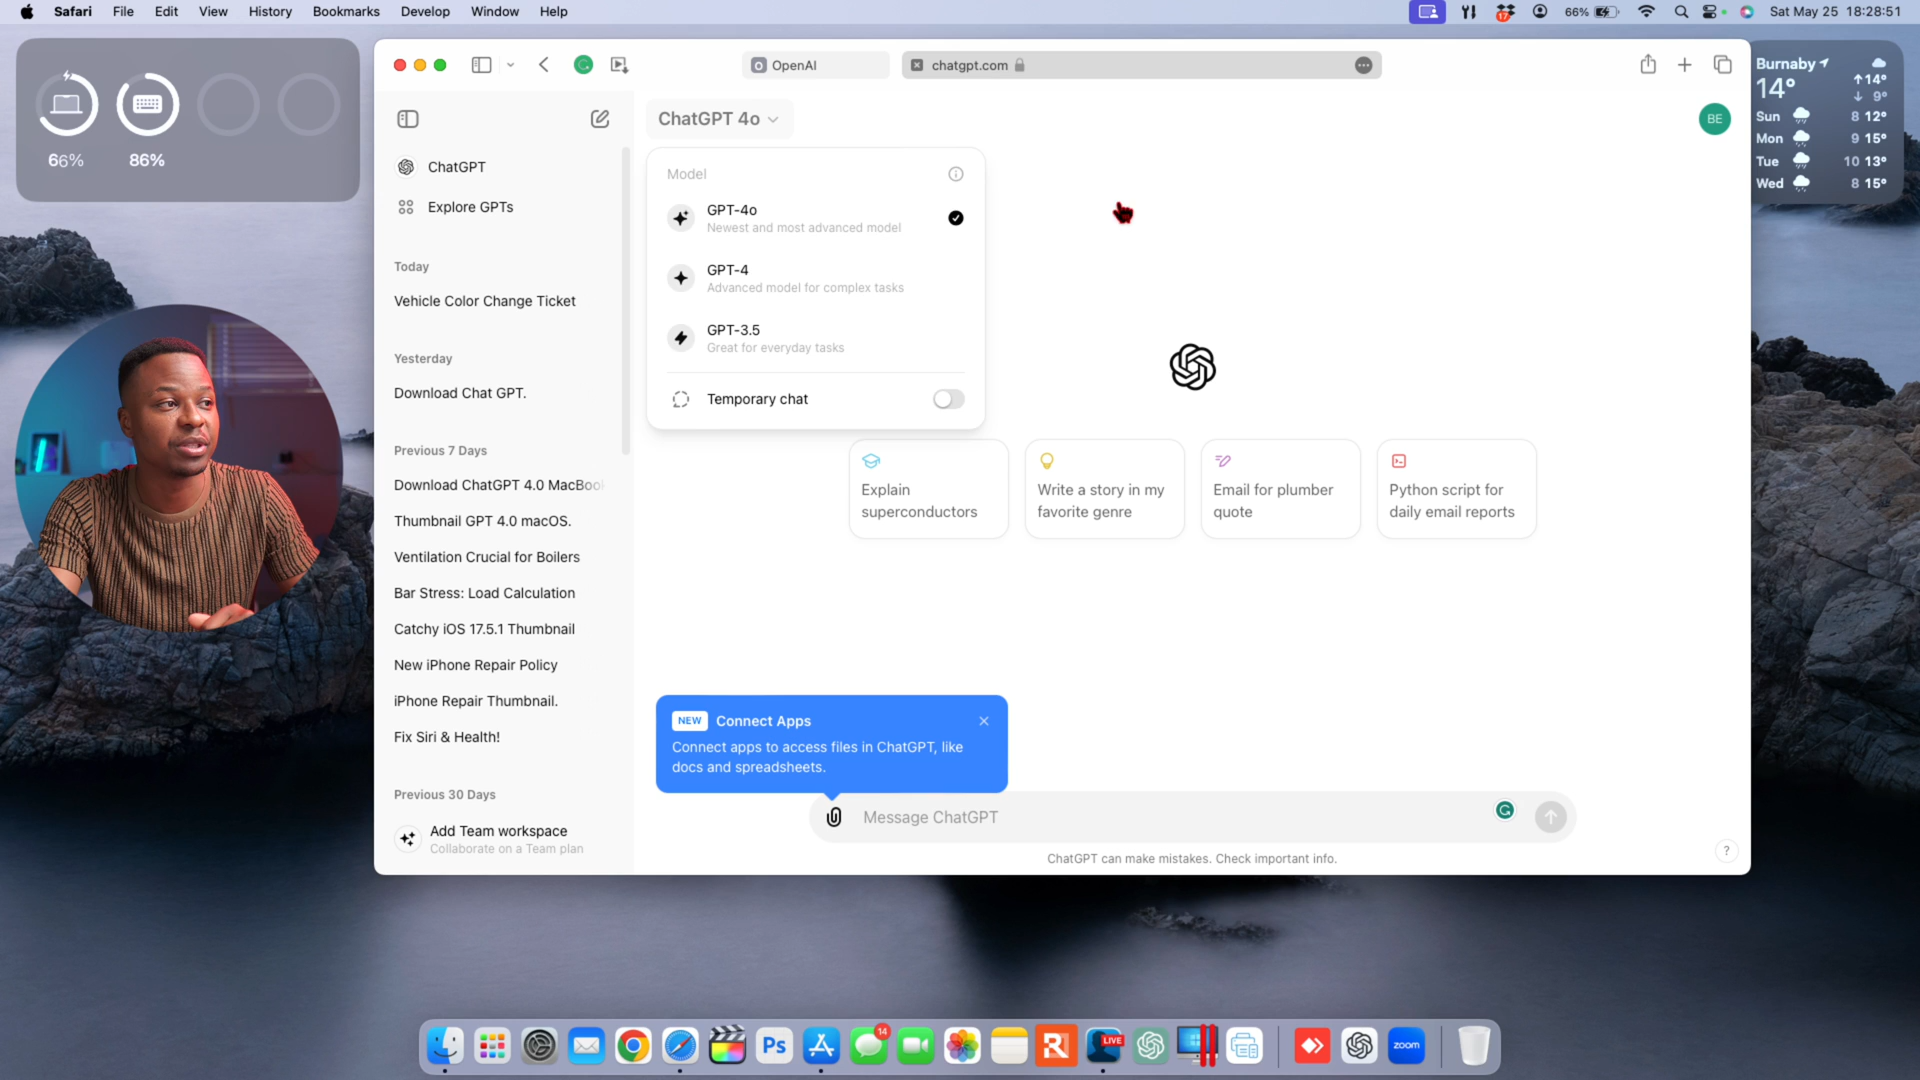 Safari File Edit View History Bookmarks Develop Window Help
17 66% Sat May 25 18:28:51
66% 86%
OpenAI
chatgpt.com
Burnaby
14°
14°
9°
Sun 8 12°
Mon 9 15°
Tue 10 13°
Wed 8 15°
ChatGPT
Explore GPTs
Today
Vehicle Color Change Ticket
Yesterday
Download Chat GPT.
Previous 7 Days
Download ChatGPT 4.0 MacBook
Thumbnail GPT 4.0 macOS.
Ventilation Crucial for Boilers
Bar Stress: Load Calculation
Catchy iOS 17.5.1 Thumbnail
New iPhone Repair Policy
iPhone Repair Thumbnail.
Fix Siri & Health!
Previous 30 Days
Add Team workspace
Collaborate on a Team plan
ChatGPT 4o
BE
Model
GPT-4o
Newest and most advanced model
GPT-4
Advanced model for complex tasks
GPT-3.5
Great for everyday tasks
Temporary chat
Explain
superconductors
Write a story in my
favorite genre
Email for plumber
quote
Python script for
daily email reports
NEW Connect Apps
Connect apps to access files in ChatGPT, like
docs and spreadsheets.
Message ChatGPT
ChatGPT can make mistakes. Check important info.
?
Ps
14
LIVE
zoom